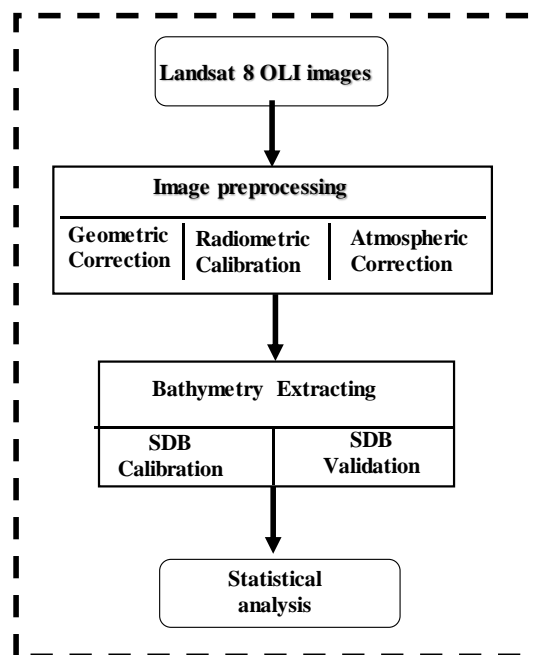 Landsat 8 OLI images
Image preprocessing
Geometric
Correction
Radiometric
Calibration
Atmospheric
Correction
Bathymetry Extracting
SDB
Calibration
SDB
Validation
Statistical
analysis